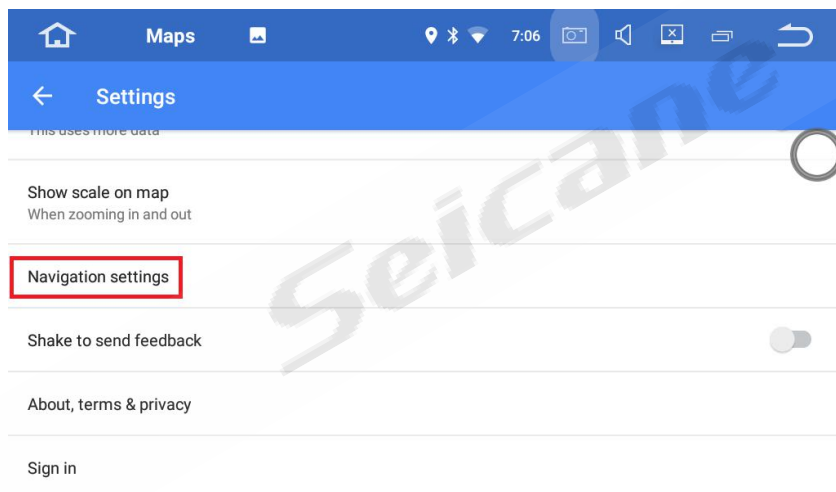 Maps
7:06
Settings
This uses more data
Show scale on map
When zooming in and out
Navigation settings
Shake to send feedback
About, terms & privacy
Sign in
Seicane